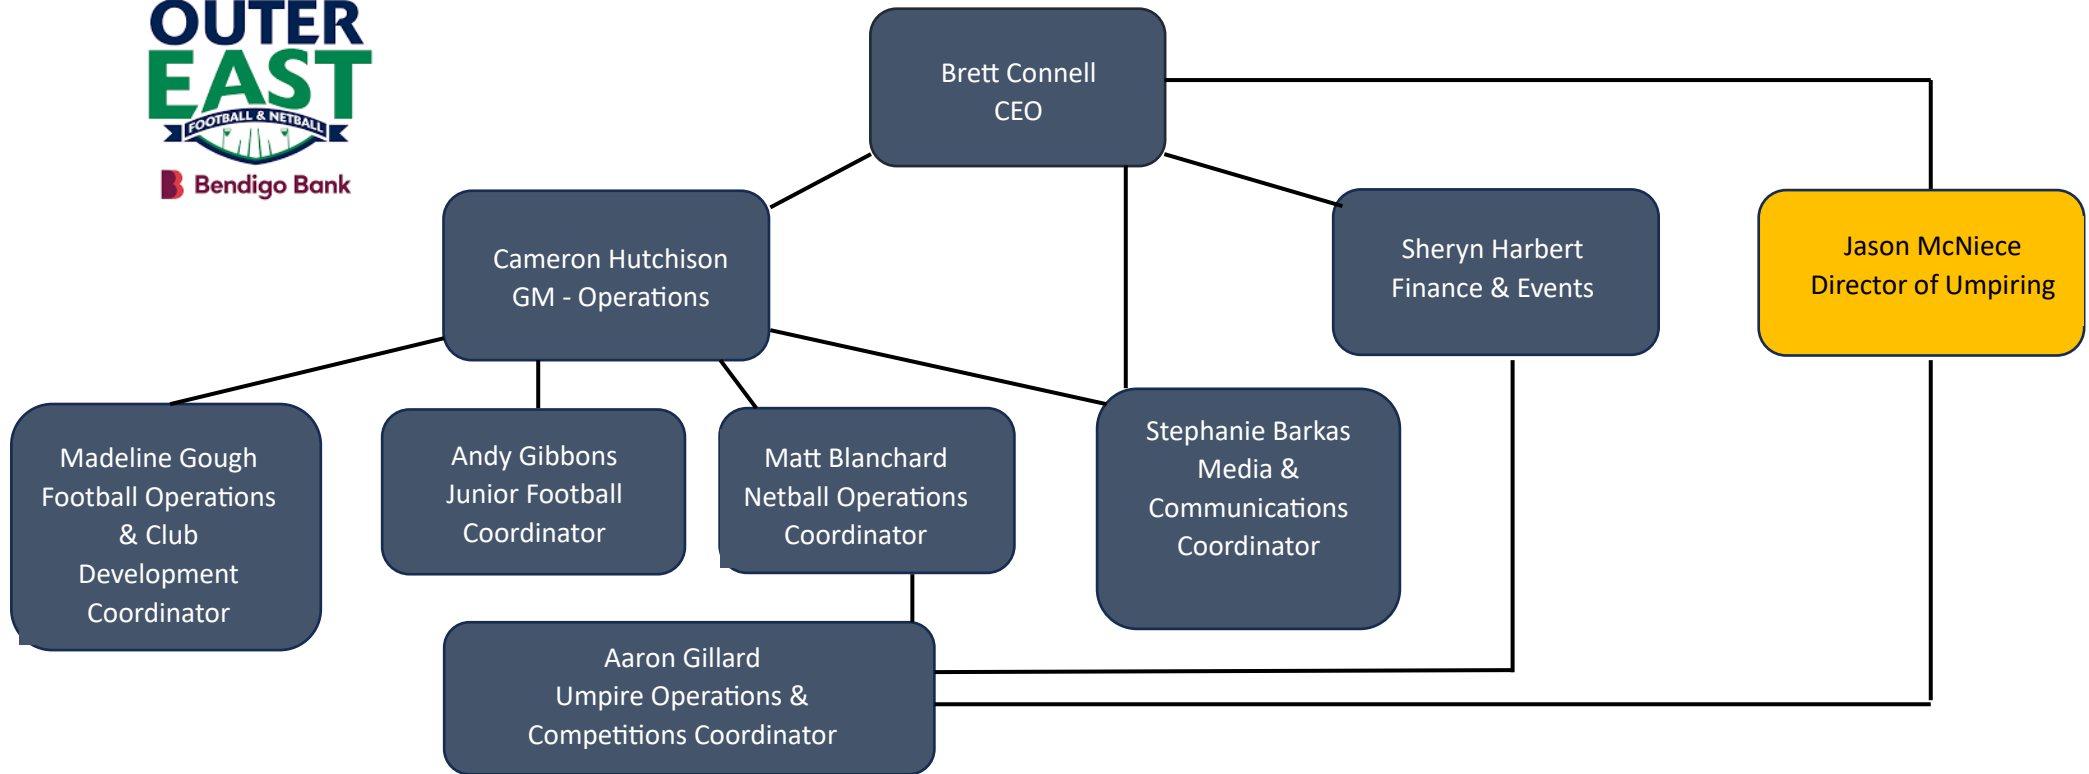 OUTER
EAST
FOOTBALL & NETBALL
Bendigo Bank
Brett Connell
CEO
Cameron Hutchison
GM - Operations
Sheryn Harbert
Finance & Events
Jason McNiece
Director of Umpiring
Madeline Gough
Football Operations
& Club
Development
Coordinator
Andy Gibbons
Junior Football
Coordinator
Matt Blanchard
Netball Operations
Coordinator
Stephanie Barkas
Media &
Communications
Coordinator
Aaron Gillard
Umpire Operations &
Competitions Coordinator